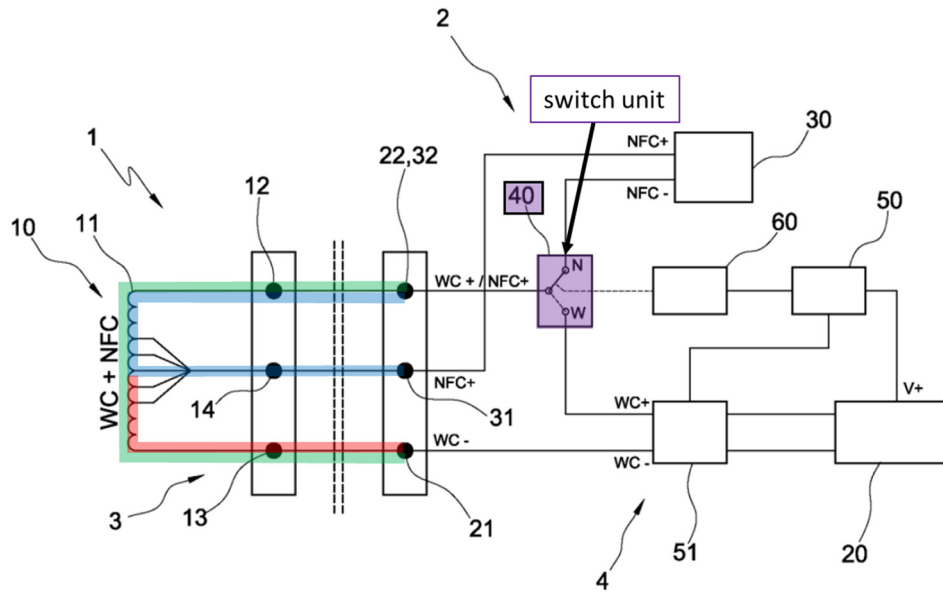 2
switch unit
1
22,32
NFC+
30
NFC -
12
40
11
60
50
10
N
WC + / NFC+
W
WC + NFC
14
NFC+
31
WC+
V+
WC -
WC -
3
13
21
4
51
20